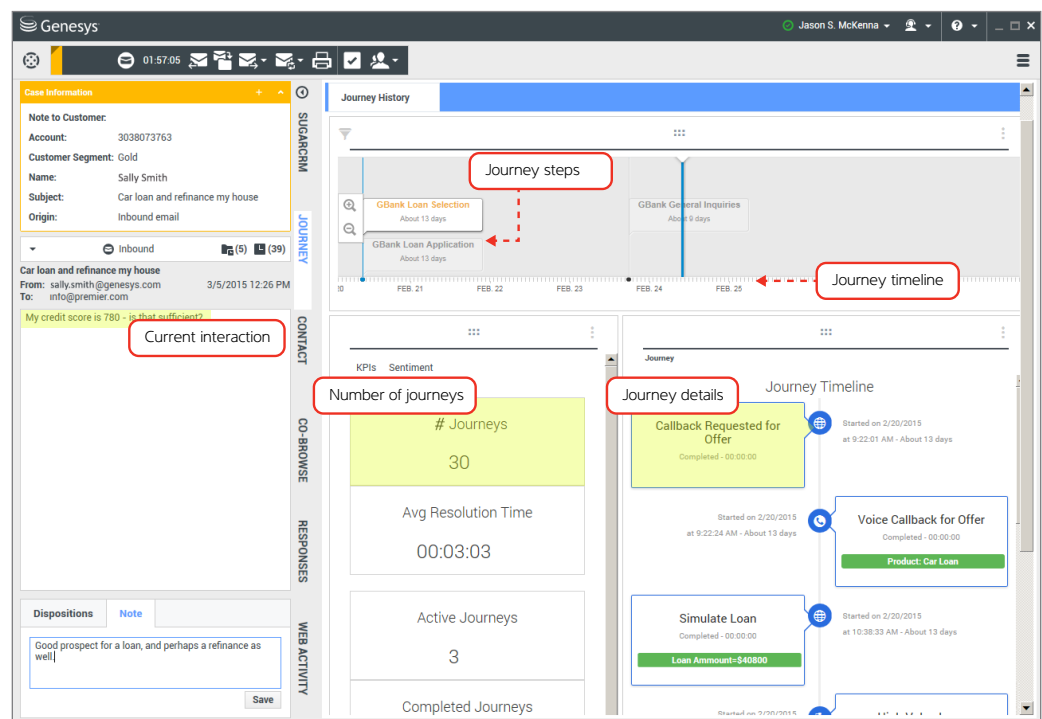 Genesys
Jason S. McKenna
01:57:05
Case Information
Note to Customer:
Account: 3038073763
Customer Segment: Gold
Name: Sally Smith
Subject: Car loan and refinance my house
Origin: Inbound email
Inbound (5) (39)
Car loan and refinance my house
From: sally.smith@genesys.com 3/5/2015 12:26 PM
To: info@premier.com
My credit score is 780 - is that sufficient?
Current interaction
Dispositions Note
Good prospect for a loan, and perhaps a refinance as
well.
Save
SUGARCRM
JOURNEY
CONTACT
CO-BROWSE
RESPONSES
WEB ACTIVITY
Journey History
Journey steps
GBank Loan Selection
About 13 days
GBank Loan Application
About 13 days
GBank General Inquiries
About 9 days
Journey timeline
20 FEB. 21 FEB. 22 FEB. 23 FEB. 24 FEB. 25
KPIs Sentiment
Number of journeys
# Journeys
30
Avg Resolution Time
00:03:03
Active Journeys
3
Completed Journeys
Journey
Journey Timeline
Journey details
Callback Requested for
Offer
Completed - 00:00:00
Started on 2/20/2015
at 9:22:01 AM - About 13 days
Started on 2/20/2015
at 9:22:24 AM - About 13 days
Voice Callback for Offer
Completed - 00:00:00
Product: Car Loan
Simulate Loan
Completed - 00:00:00
Loan Ammount=$40800
Started on 2/20/2015
at 10:38:33 AM - About 13 days
Started on 2/20/2015